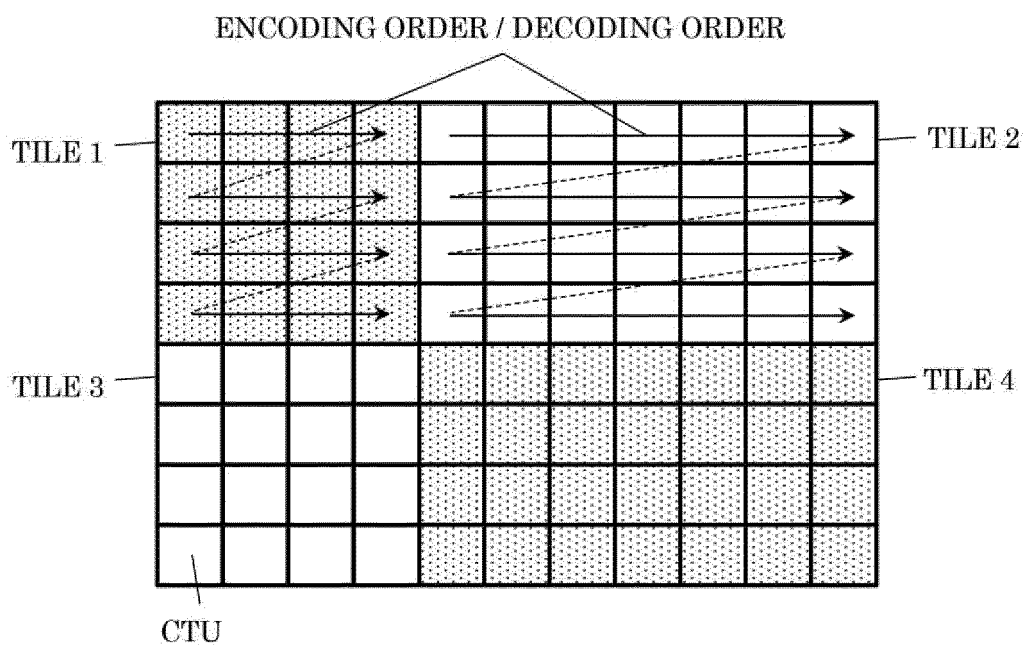 ENCODING ORDER / DECODING ORDER
TILE 1
TILE 2
TILE 3
TILE 4
CTU